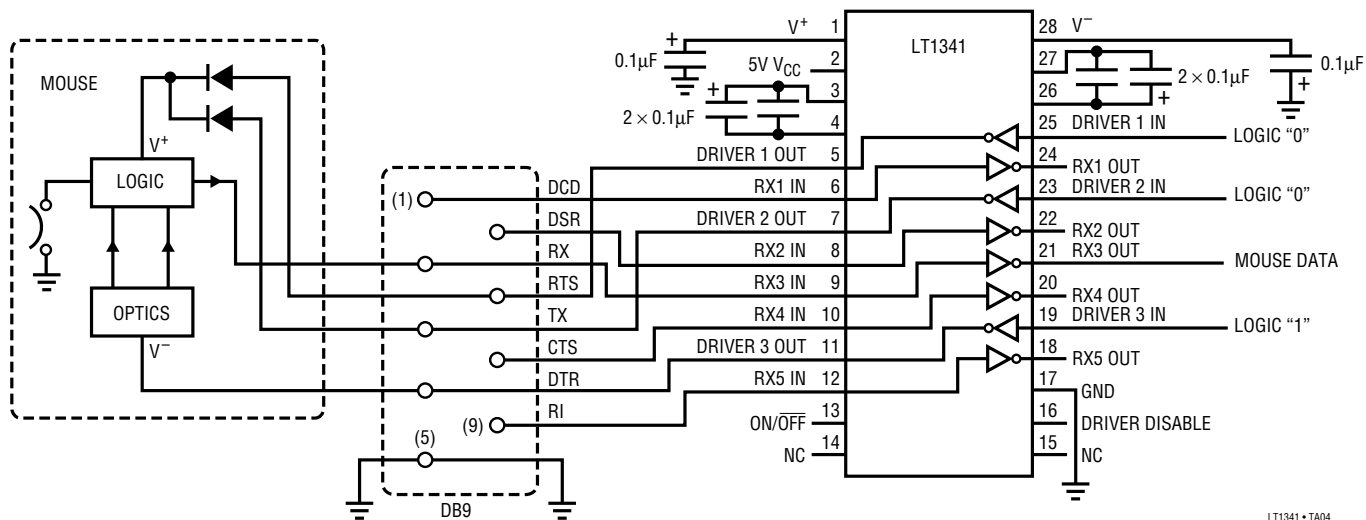 MOUSE
V+
LOGIC
OPTICS
V−
(1)
DCD
DSR
RX
RTS
TX
CTS
DTR
(9)
RI
(5)
DB9
LT1341
0.1µF
+
V+
1
5V VCC
2
2 × 0.1µF
+
3
4
DRIVER 1 OUT
5
RX1 IN
6
DRIVER 2 OUT
7
RX2 IN
8
RX3 IN
9
RX4 IN
10
DRIVER 3 OUT
11
RX5 IN
12
ON/OFF
13
NC
14
28
V−
0.1µF
+
27
2 × 0.1µF
+
26
25
DRIVER 1 IN
LOGIC “0”
24
RX1 OUT
23
DRIVER 2 IN
LOGIC “0”
22
RX2 OUT
21
RX3 OUT
MOUSE DATA
20
RX4 OUT
19
DRIVER 3 IN
LOGIC “1”
18
RX5 OUT
17
GND
16
DRIVER DISABLE
15
NC
LT1341 • TA04